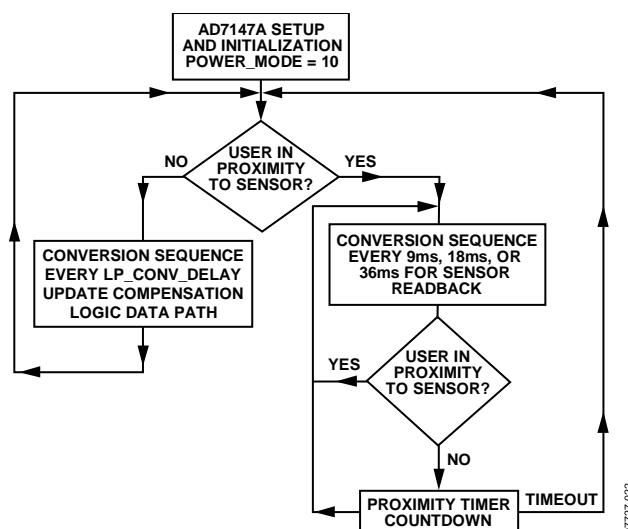 AD7147A SETUP
AND INITIALIZATION
POWER_MODE = 10
USER IN
PROXIMITY
TO SENSOR?
NO
YES
CONVERSION SEQUENCE
EVERY LP_CONV_DELAY
UPDATE COMPENSATION
LOGIC DATA PATH
CONVERSION SEQUENCE
EVERY 9ms, 18ms, OR
36ms FOR SENSOR
READBACK
YES
USER IN
PROXIMITY
TO SENSOR?
NO
PROXIMITY TIMER
COUNTDOWN
TIMEOUT